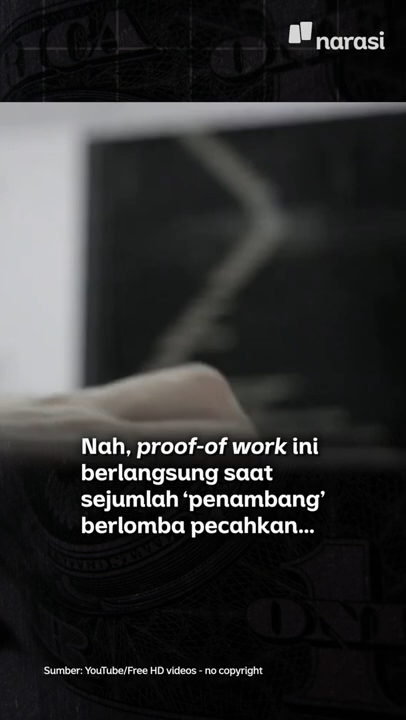 narasi
Nah, proof-of work ini
berlangsung saat
sejumlah ‘penambang’
berlomba pecahkan...
Sumber: YouTube/Free HD videos - no copyright